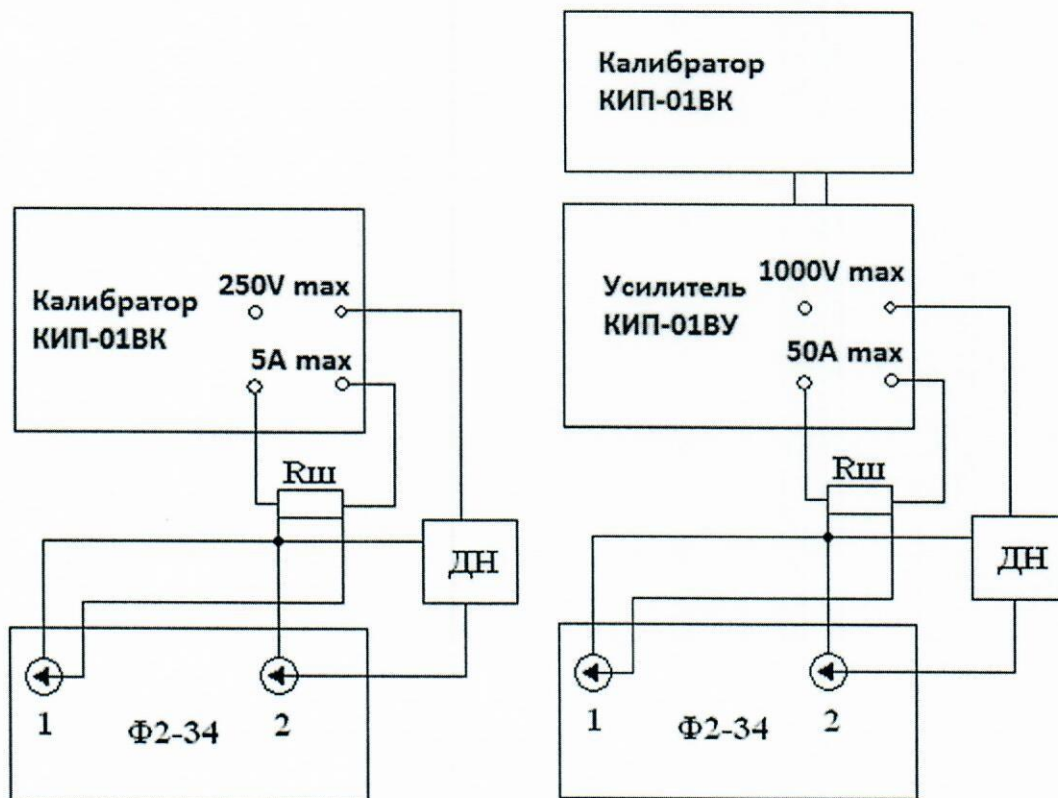 Калибратор
КИП-01ВК
250V max
5A max
Rш
ДН
1
2
Ф2-34
Калибратор
КИП-01ВК
Усилитель
КИП-01ВУ
1000V max
50A max
Rш
ДН
1
2
Ф2-34